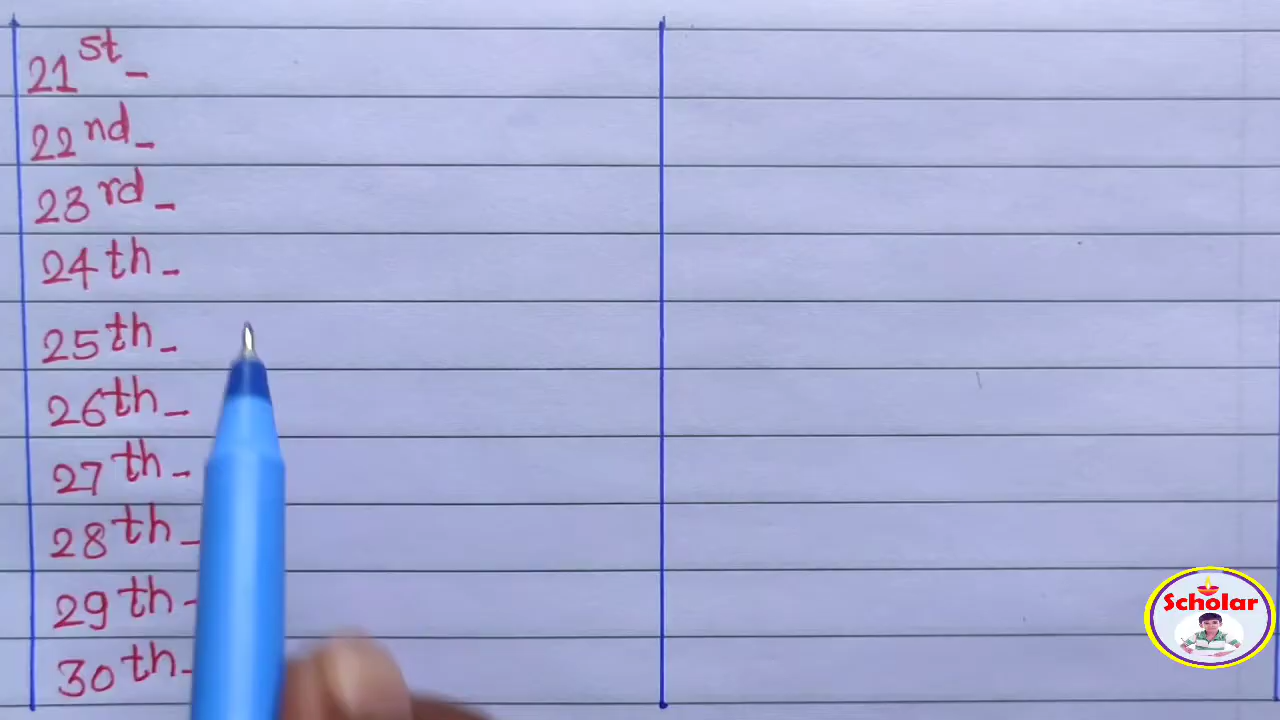 21st-
22nd-
23rd-
24th-
25th-
26th-
27th-
28th-
29th-
30th-
Scholar